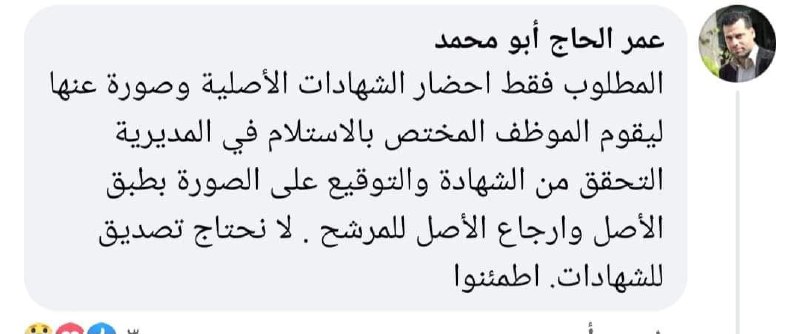 عمر الحاج أبو محمد
المطلوب فقط احضار الشهادات الأصلية وصورة عنها
ليقوم الموظف المختص بالاستلام في المديرية
التحقق من الشهادة والتوقيع على الصورة بطبق
الأصل وارجاع الأصل للمرشح . لا نحتاج تصديق
للشهادات. اطمئنوا